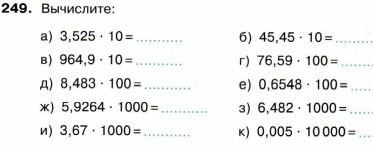 249. Вычислите:
а) 3,525 · 10 = ........... б) 45,45 · 10 = ...........
в) 964,9 · 10 = ........... г) 76,59 · 100 = ...........
д) 8,483 · 100 = ........... е) 0,6548 · 100 = ...........
ж) 5,9264 · 1000 = ........... з) 6,482 · 1000 = ...........
и) 3,67 · 1000 = ........... к) 0,005 · 10 000 = ...